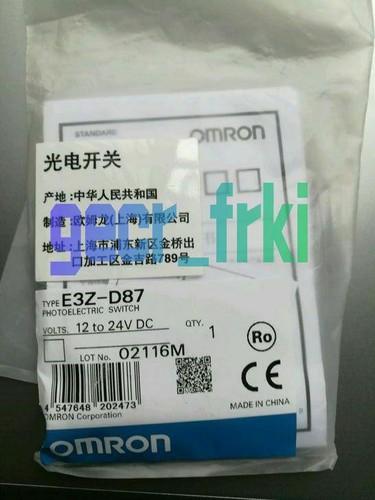 STANDARD
OMRON
光电开关
产地:中华人民共和国
制造:欧姆龙(上海)有限公司
地址:上海市浦东新区金桥出
口加工区金吉路789号
gecr_frki
TYPE E3Z-D87
PHOTOELECTRIC SWITCH
VOLTS. 12 to 24V DC
QTY. 1
LOT No. 02116M
Ro
CE
4 547648 202473
OMRON Corporation
MADE IN CHINA
OMRON